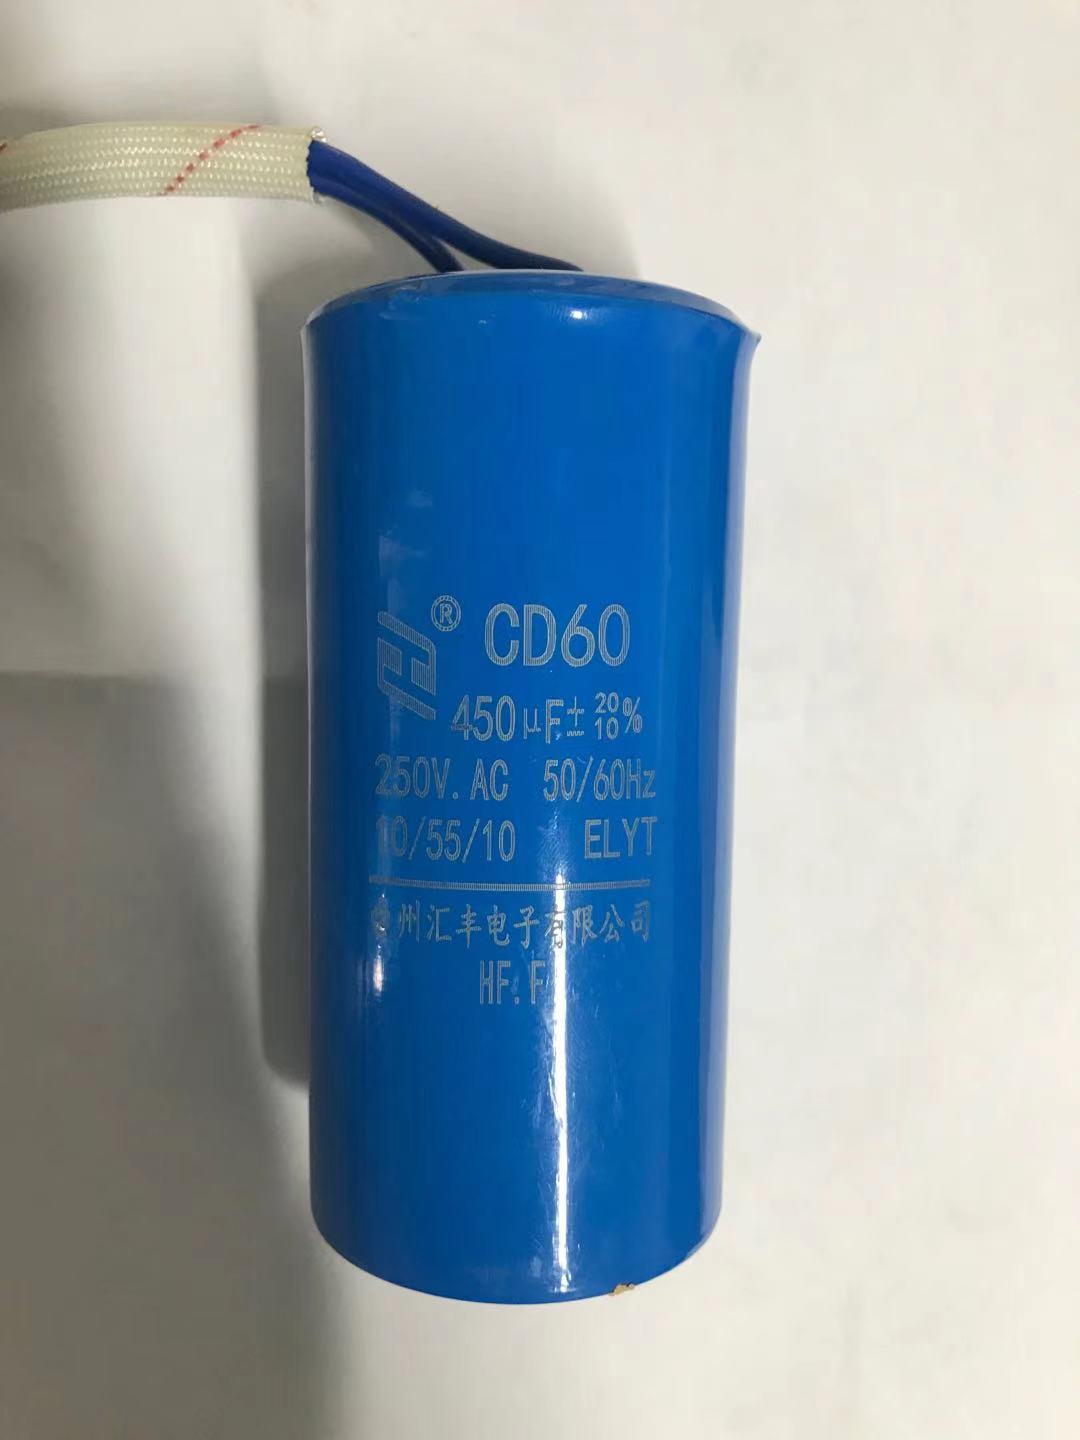 ® CD60
450μF± 20/10%
250V.AC 50/60Hz
10/55/10 ELYT
州汇丰电子有限公司
HF.F